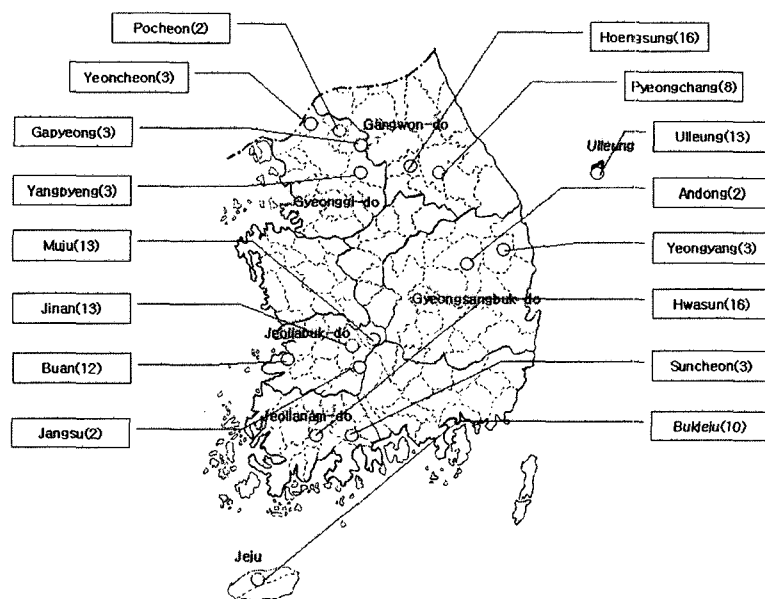 Pocheon(2)
Yeoncheon(3)
Gapyeong(3)
Yangpyeng(3)
Muju(13)
Jinan(13)
Buan(12)
Jangsu(2)
Gangwon-do
Gyeonggi-do
Gyeongsangbuk-do
Jeollabuk-do
Jeollanam-do
Jeju
Ulleung
Hoengsung(16)
Pyeongchang(8)
Ulleung(13)
Andong(2)
Yeongyang(3)
Hwasun(16)
Suncheon(3)
Bukjeju(10)